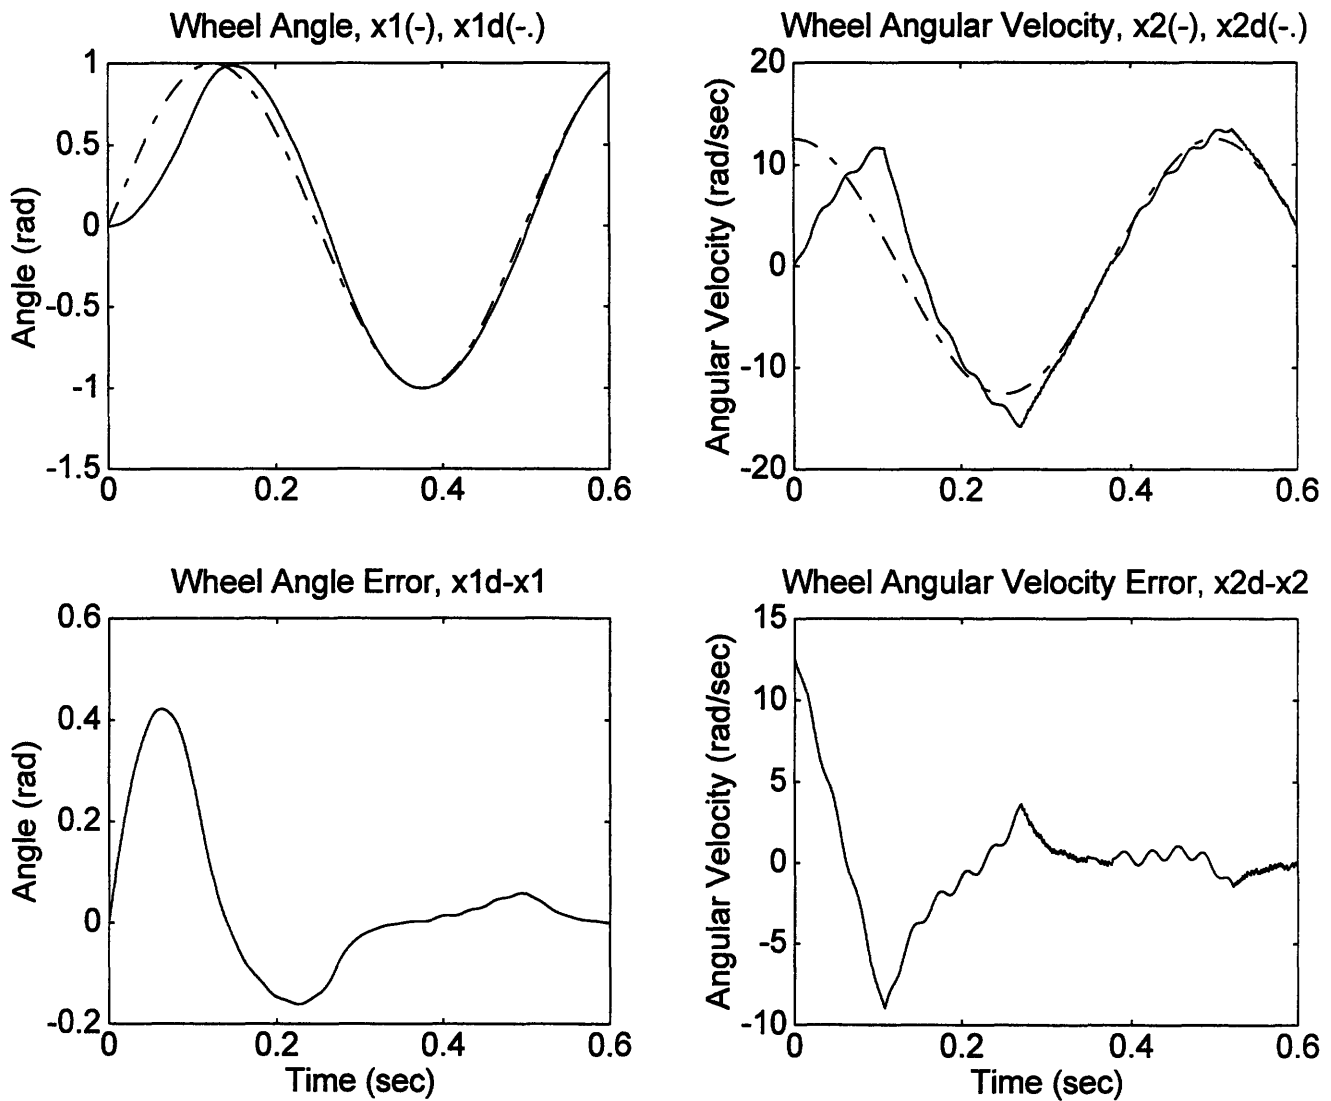 Wheel Angle, x1(-), x1d(-.)
1
0.5
0
-0.5
-1
-1.5
Angle (rad)
0 0.2 0.4 0.6
Wheel Angular Velocity, x2(-), x2d(-.)
20
10
0
-10
-20
Angular Velocity (rad/sec)
0 0.2 0.4 0.6
Wheel Angle Error, x1d-x1
0.6
0.4
0.2
0
-0.2
Angle (rad)
0 0.2 0.4 0.6
Time (sec)
Wheel Angular Velocity Error, x2d-x2
15
10
5
0
-5
-10
Angular Velocity (rad/sec)
0 0.2 0.4 0.6
Time (sec)